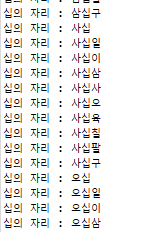 십의 자리 : 삼십구
십의 자리 : 사십
십의 자리 : 사십일
십의 자리 : 사십이
십의 자리 : 사십삼
십의 자리 : 사십사
십의 자리 : 사십오
십의 자리 : 사십육
십의 자리 : 사십칠
십의 자리 : 사십팔
십의 자리 : 사십구
십의 자리 : 오십
십의 자리 : 오십일
십의 자리 : 오십이
십의 자리 : 오십삼